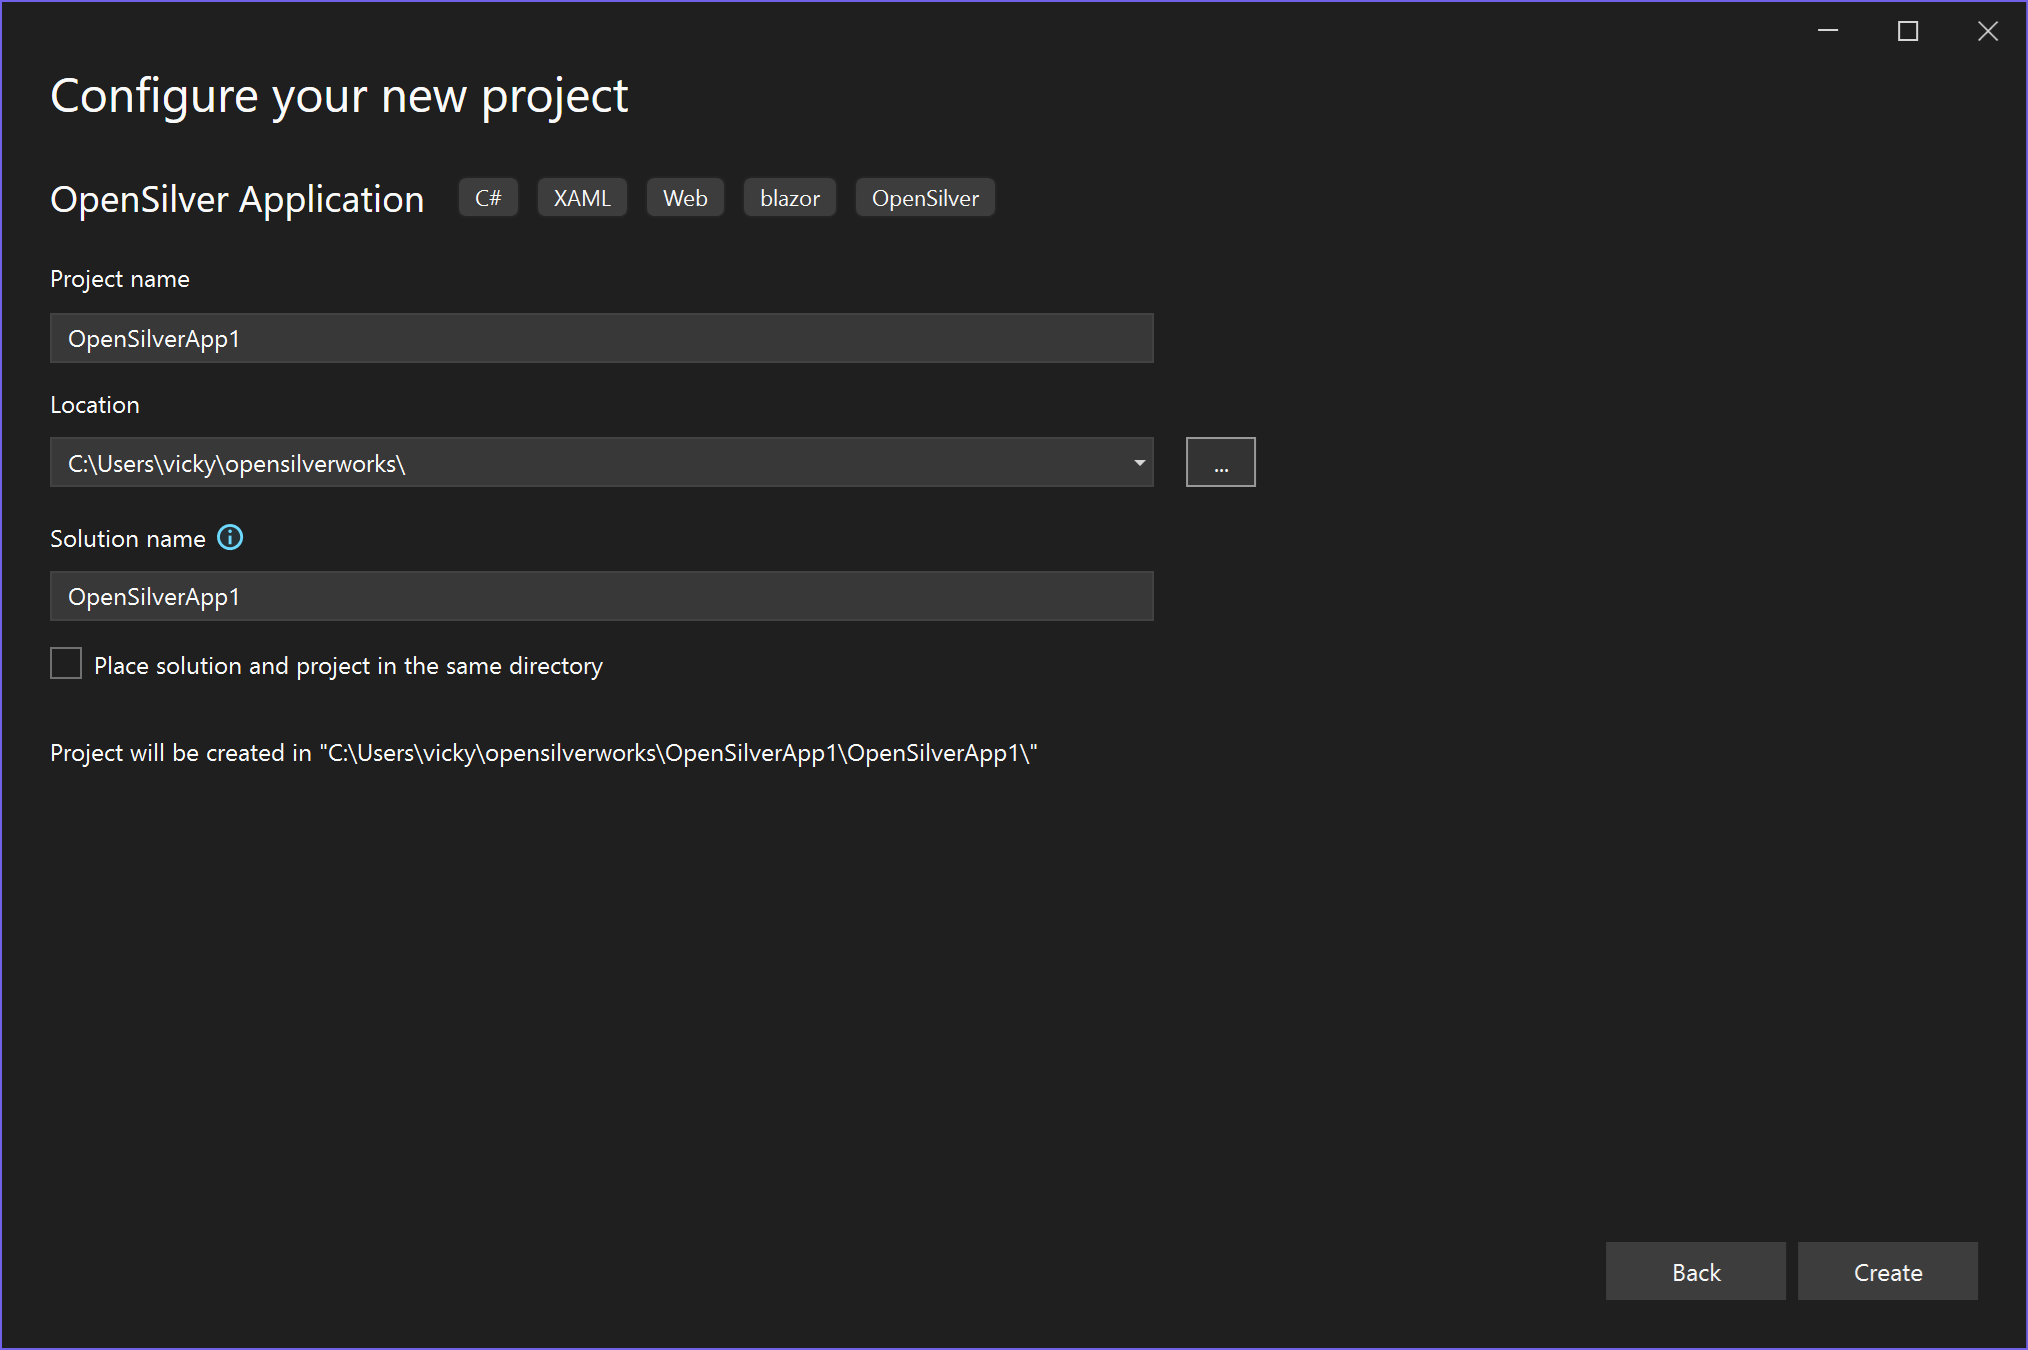 Configure your new project
OpenSilver Application C# XAML Web blazor OpenSilver
Project name
OpenSilverApp1
Location
C:\Users\vicky\opensilverworks\ ...
Solution name
OpenSilverApp1
Place solution and project in the same directory
Project will be created in "C:\Users\vicky\opensilverworks\OpenSilverApp1\OpenSilverApp1\"
Back Create